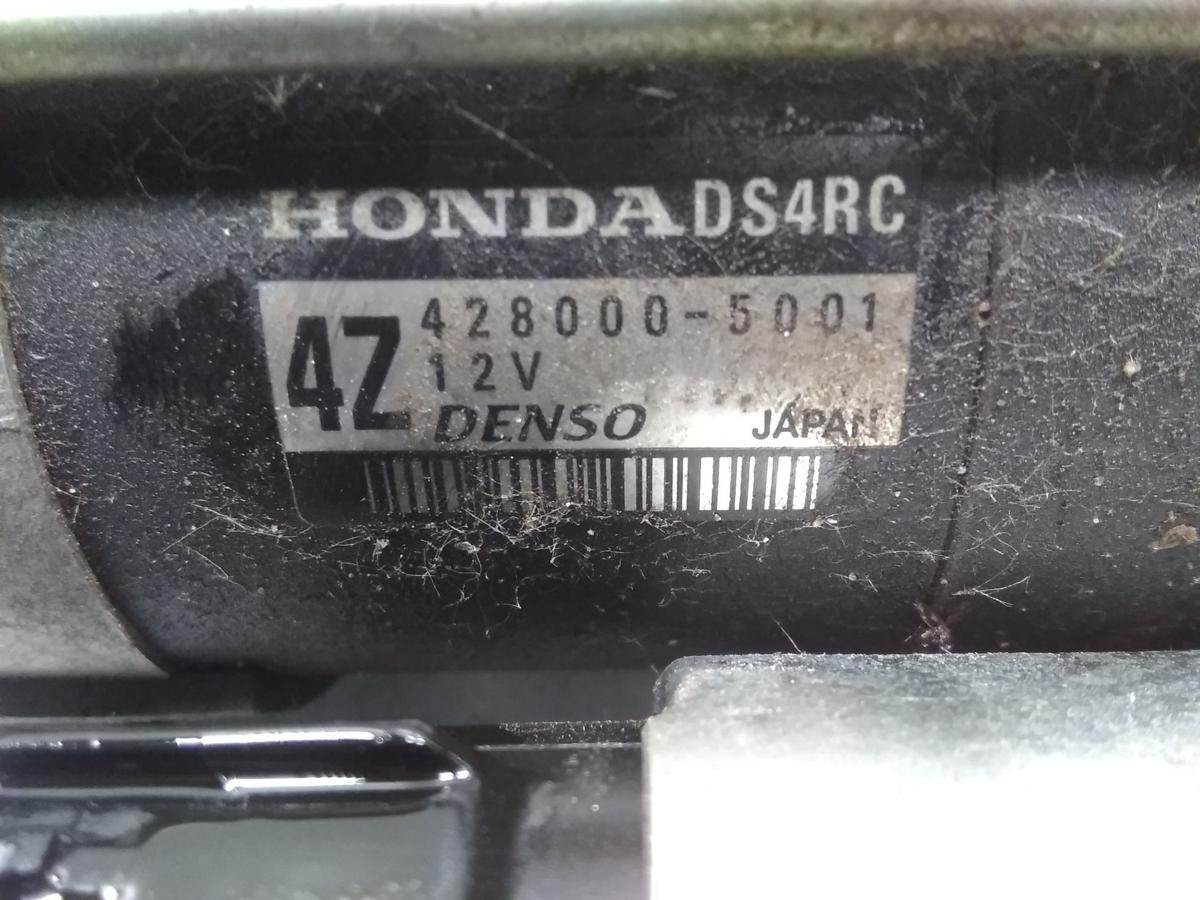 HONDA DS4RC
4Z 428000-5001
12V
DENSO JAPAN